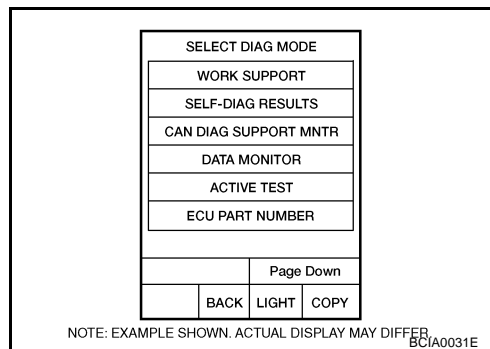 SELECT DIAG MODE
WORK SUPPORT
SELF-DIAG RESULTS
CAN DIAG SUPPORT MNTR
DATA MONITOR
ACTIVE TEST
ECU PART NUMBER
Page Down
BACK LIGHT COPY
NOTE: EXAMPLE SHOWN. ACTUAL DISPLAY MAY DIFFER.
BCIA0031E